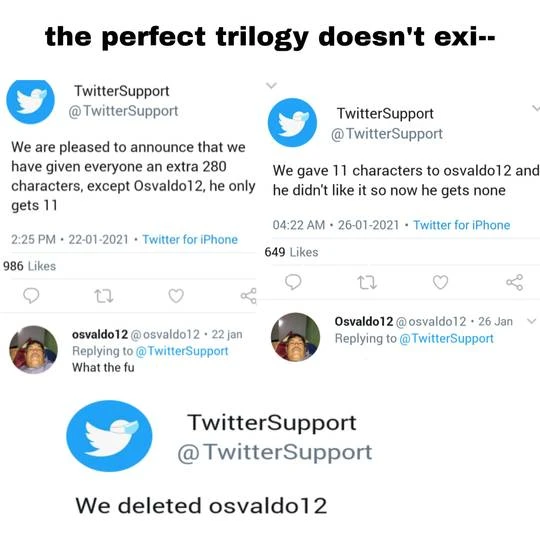 the perfect trilogy doesn't exi--
TwitterSupport
@TwitterSupport
We are pleased to announce that we
have given everyone an extra 280
characters, except Osvaldo12, he only
gets 11
2:25 PM • 22-01-2021 • Twitter for iPhone
986 Likes
osvaldo12 @osvaldo12 • 22 jan
Replying to @TwitterSupport
What the fu
TwitterSupport
@TwitterSupport
We gave 11 characters to osvaldo12 and
he didn't like it so now he gets none
04:22 AM • 26-01-2021 • Twitter for iPhone
649 Likes
Osvaldo12 @osvaldo12 • 26 Jan
Replying to @TwitterSupport
TwitterSupport
@TwitterSupport
We deleted osvaldo12